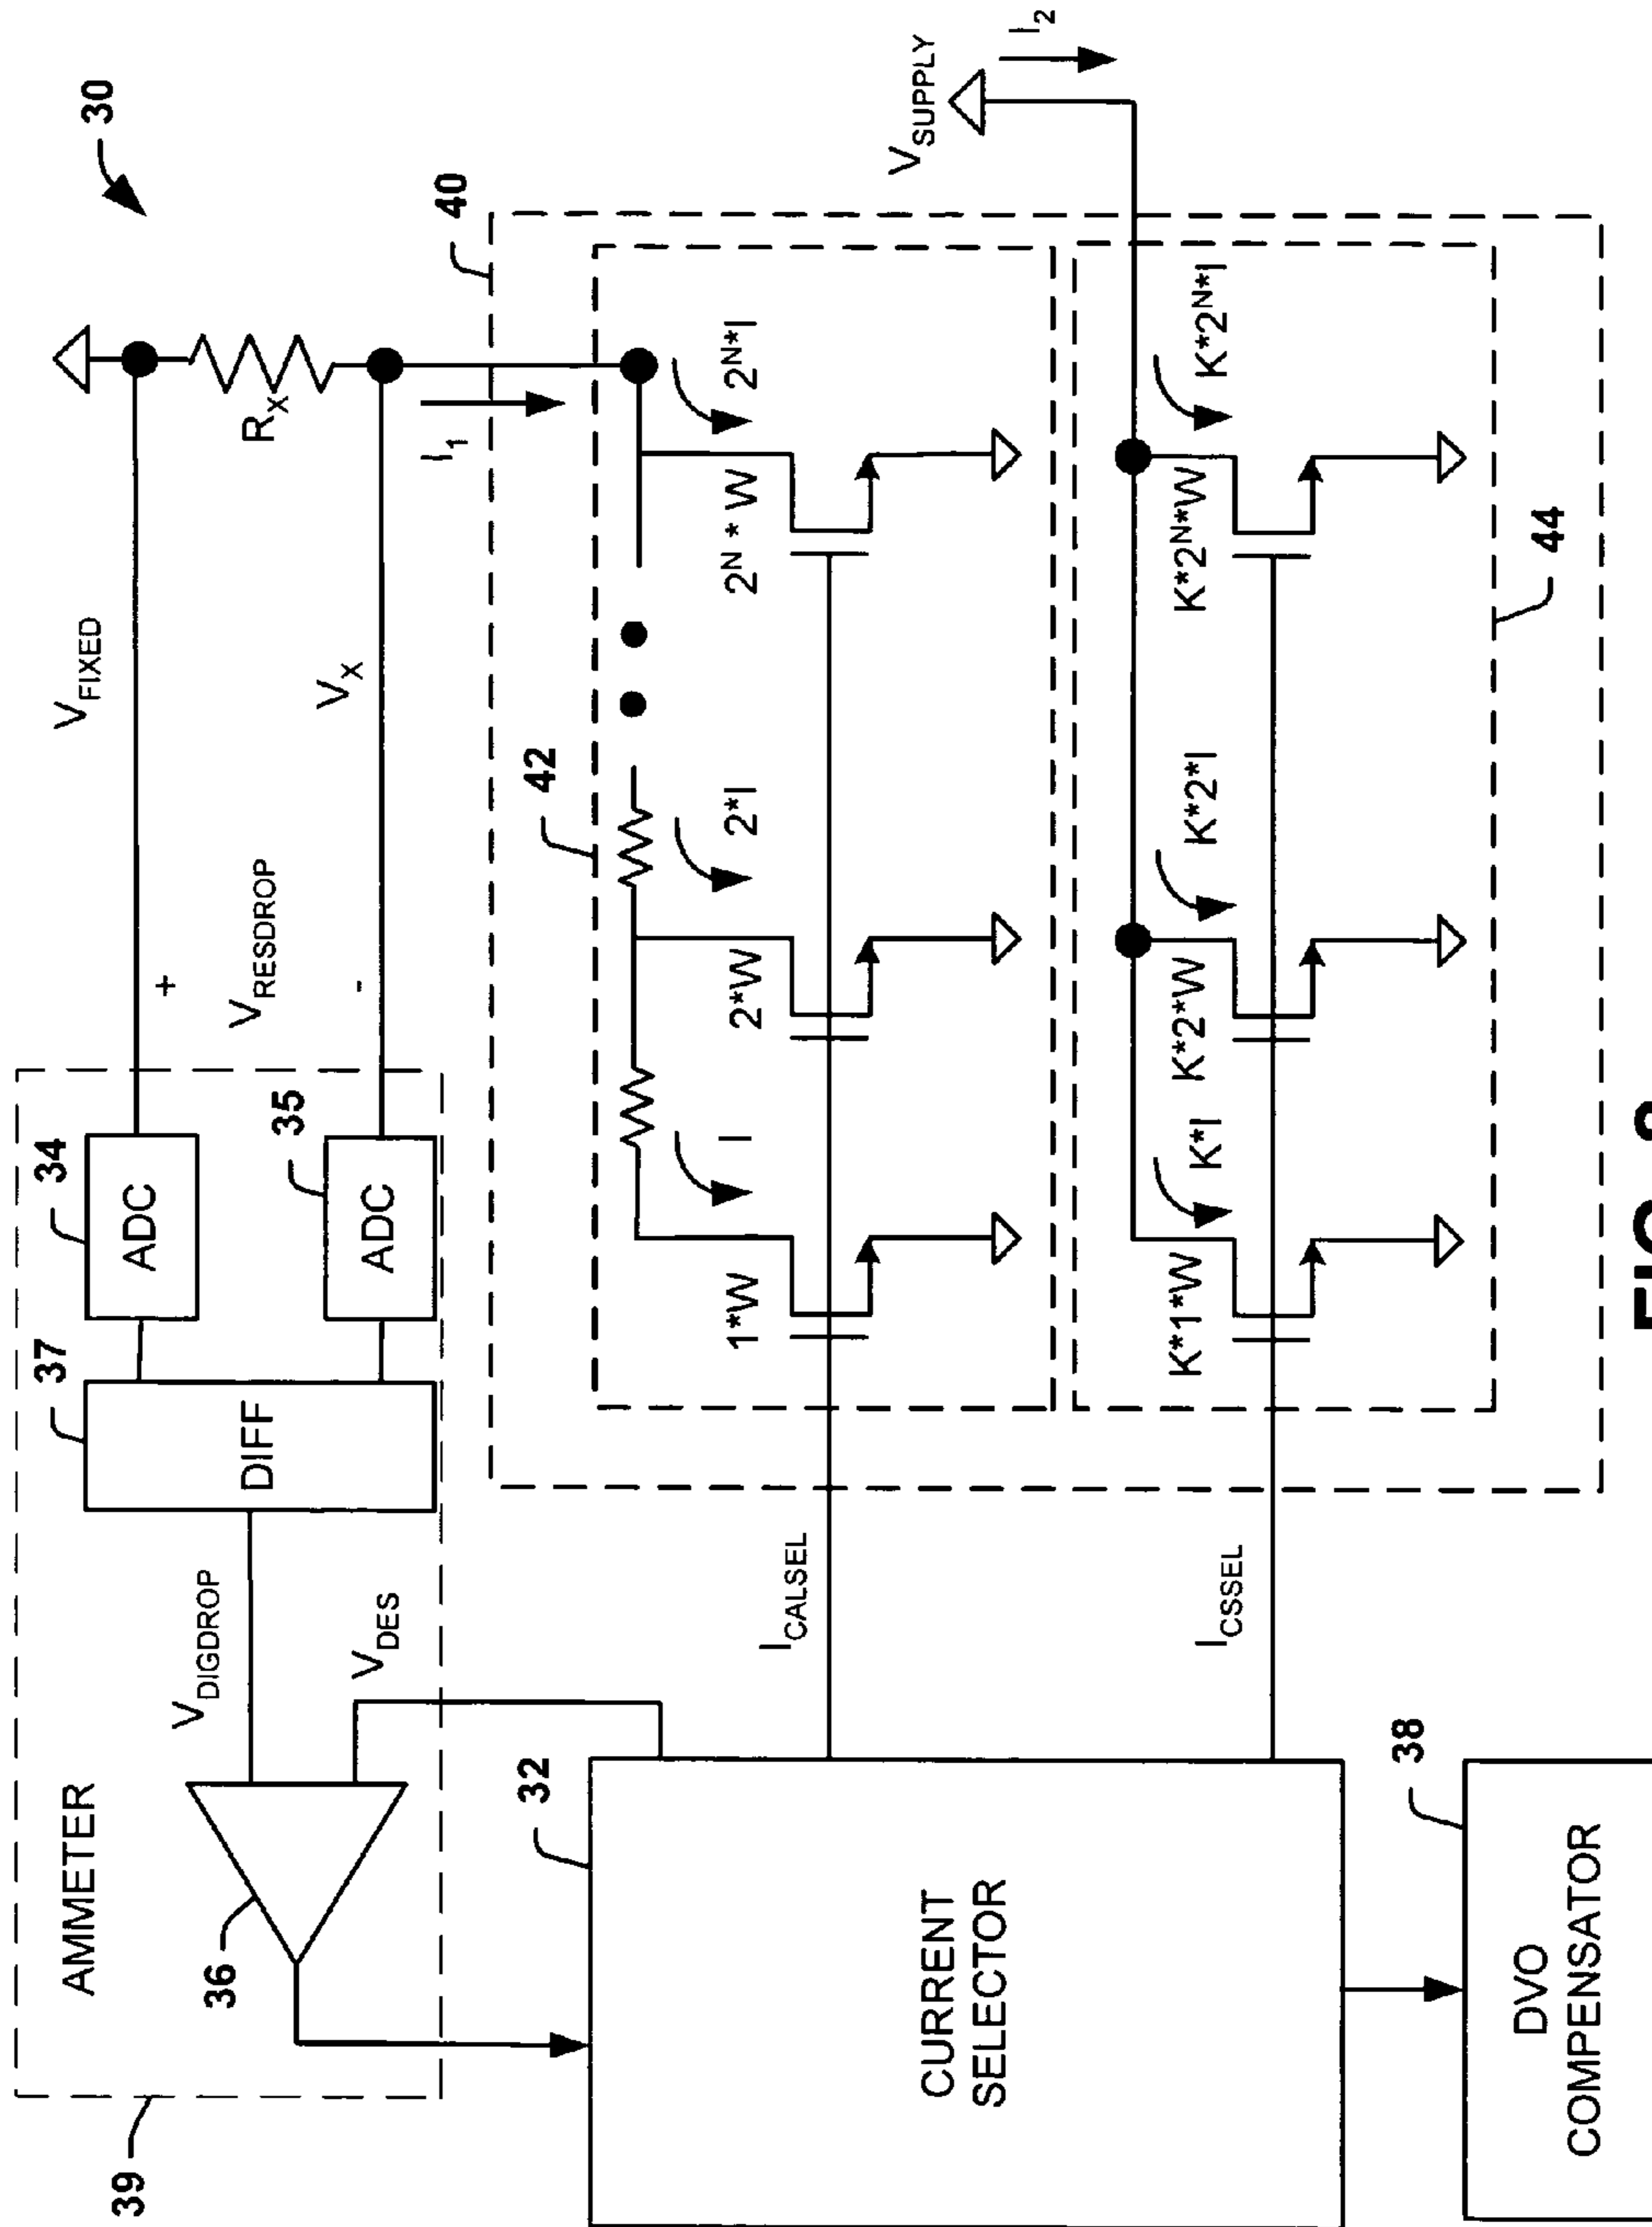 30
39
AMMETER
37
34
35
ADC
ADC
DIFF
36
V_DIGDROP
V_DES
V_FIXED
+
V_RESDROP
-
V_X
R_X
I_1
40
42
32
CURRENT
SELECTOR
I_CALSEL
I_CSSEL
1*W
I
2*W
2*I
2^N * W
2^N*I
V_SUPPLY
I_2
K*1*W
K*I
K*2*W
K*2*I
K*2^N*W
K*2^N*I
44
38
DVO
COMPENSATOR
FIG.